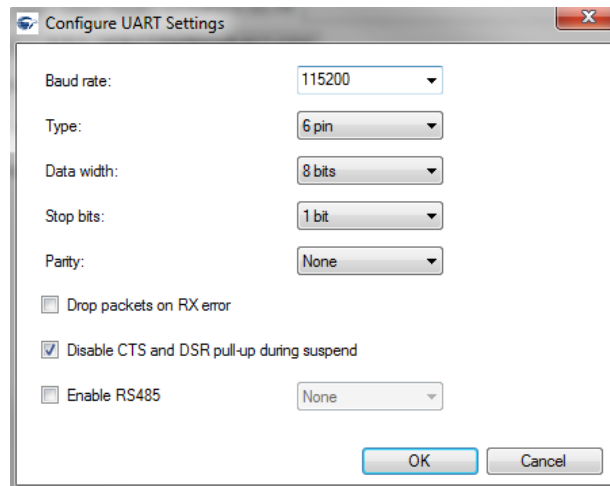 Configure UART Settings
Baud rate: 115200
Type: 6 pin
Data width: 8 bits
Stop bits: 1 bit
Parity: None
Drop packets on RX error
Disable CTS and DSR pull-up during suspend
Enable RS485 None
OK Cancel